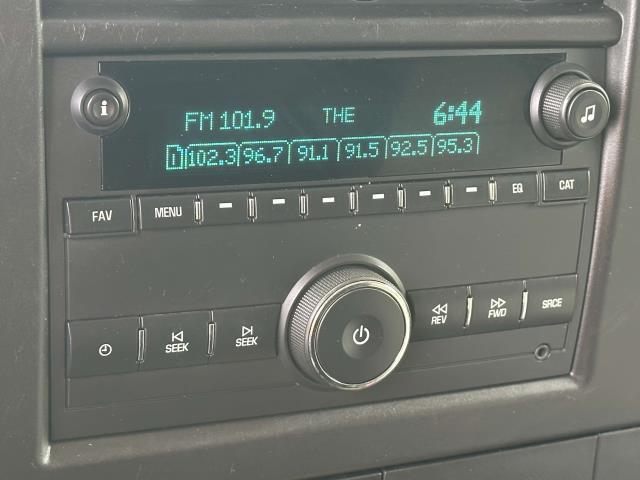 FM 101.9 THE 6:44
1 102.3 96.7 91.1 91.5 92.5 95.3
FAV MENU EQ CAT
SEEK SEEK REV FWD SRCE